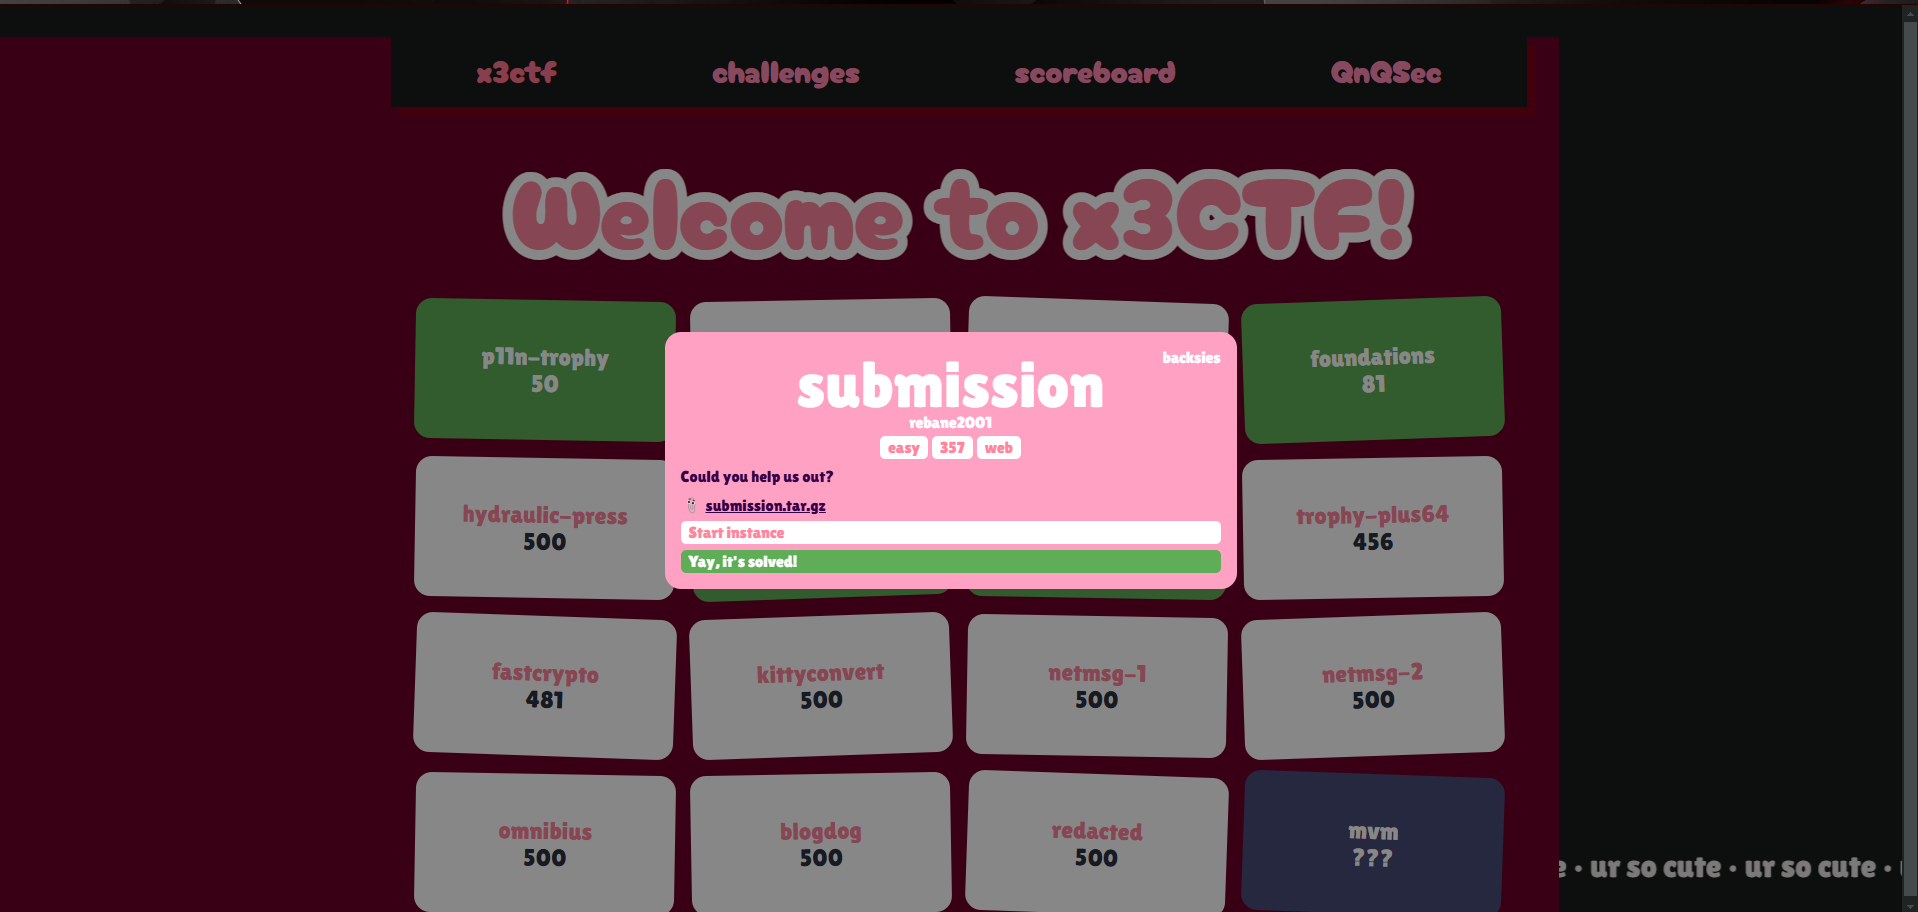 x3ctf
challenges
scoreboard
QnQSec
Welcome to x3CTF!
p11n-trophy
50
foundations
81
backsies
submission
rebane2001
easy
357
web
Could you help us out?
submission.tar.gz
Start instance
Yay, it's solved!
hydraulic-press
500
trophy-plus64
456
fastcrypto
481
kittyconvert
500
netmsg-1
500
netmsg-2
500
omnibius
500
blogdog
500
redacted
500
mvm
???
e · ur so cute · ur so cute ·